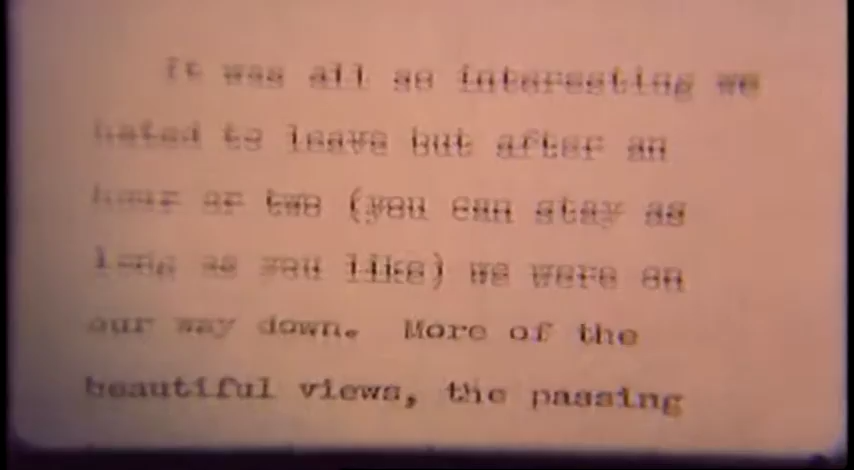 It was all so interesting we
hated to leave but after an
hour or two (you can stay as
long as you like) we were on
our way down. More of the
beautiful views, the passing